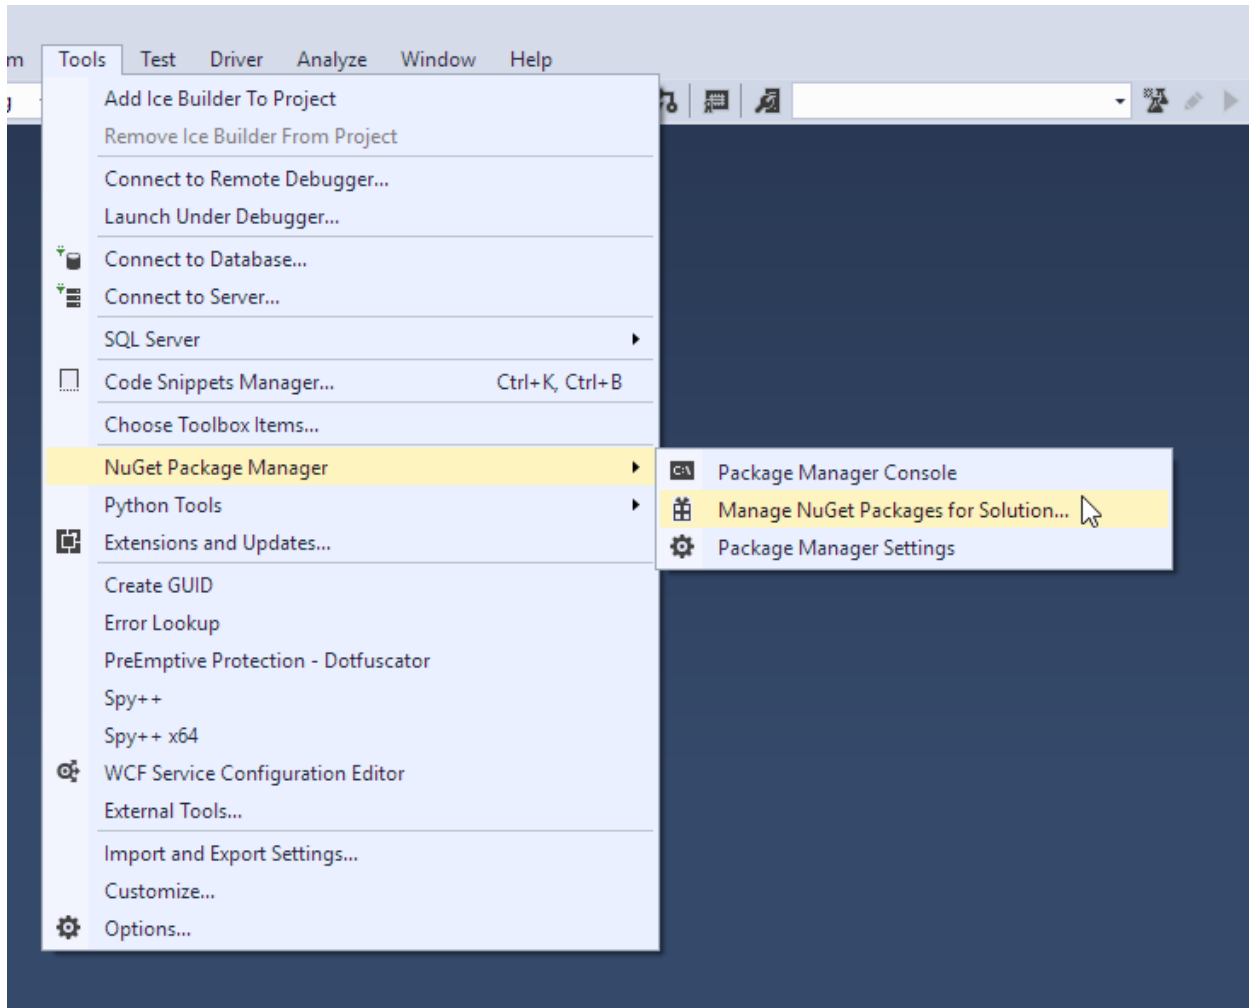 m Tools Test Driver Analyze Window Help
Add Ice Builder To Project
Remove Ice Builder From Project
Connect to Remote Debugger...
Launch Under Debugger...
Connect to Database...
Connect to Server...
SQL Server
Code Snippets Manager... Ctrl+K, Ctrl+B
Choose Toolbox Items...
NuGet Package Manager
C:\ Package Manager Console
Python Tools
Manage NuGet Packages for Solution...
Extensions and Updates...
Package Manager Settings
Create GUID
Error Lookup
PreEmptive Protection - Dotfuscator
Spy++
Spy++ x64
WCF Service Configuration Editor
External Tools...
Import and Export Settings...
Customize...
Options...